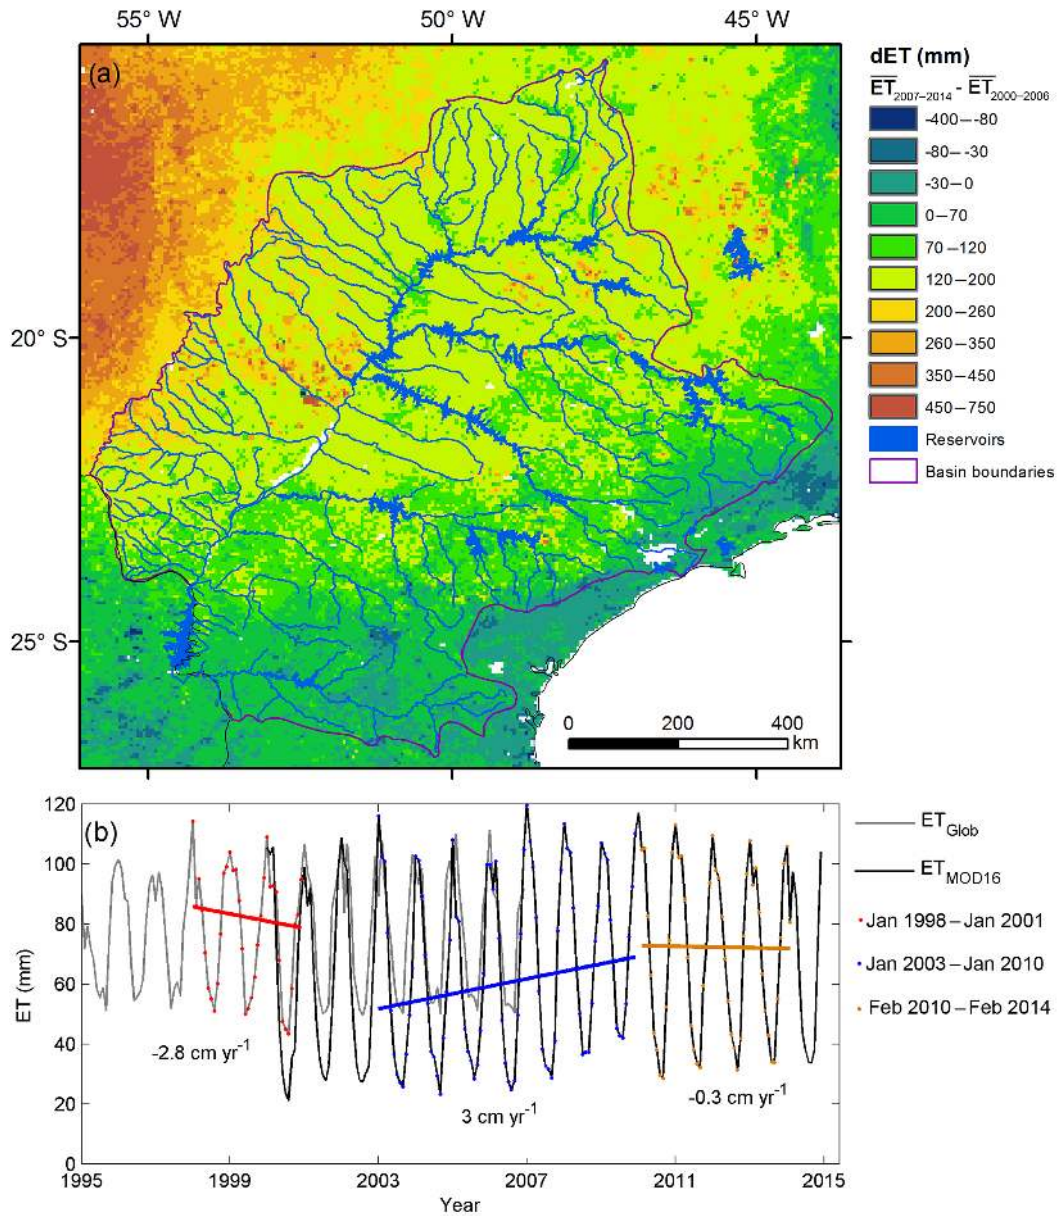 55° W 50° W 45° W
(a)
20° S
25° S
0 200 400
km
dET (mm)
ET2007–2014 - ET2000–2006
-400–-80
-80–-30
-30–0
0–70
70–120
120–200
200–260
260–350
350–450
450–750
Reservoirs
Basin boundaries
(b)
ET (mm)
120
100
80
60
40
20
0
1995 1999 2003 2007 2011 2015
Year
-2.8 cm yr-1
3 cm yr-1
-0.3 cm yr-1
ETGlob
ETMOD16
Jan 1998–Jan 2001
Jan 2003–Jan 2010
Feb 2010–Feb 2014